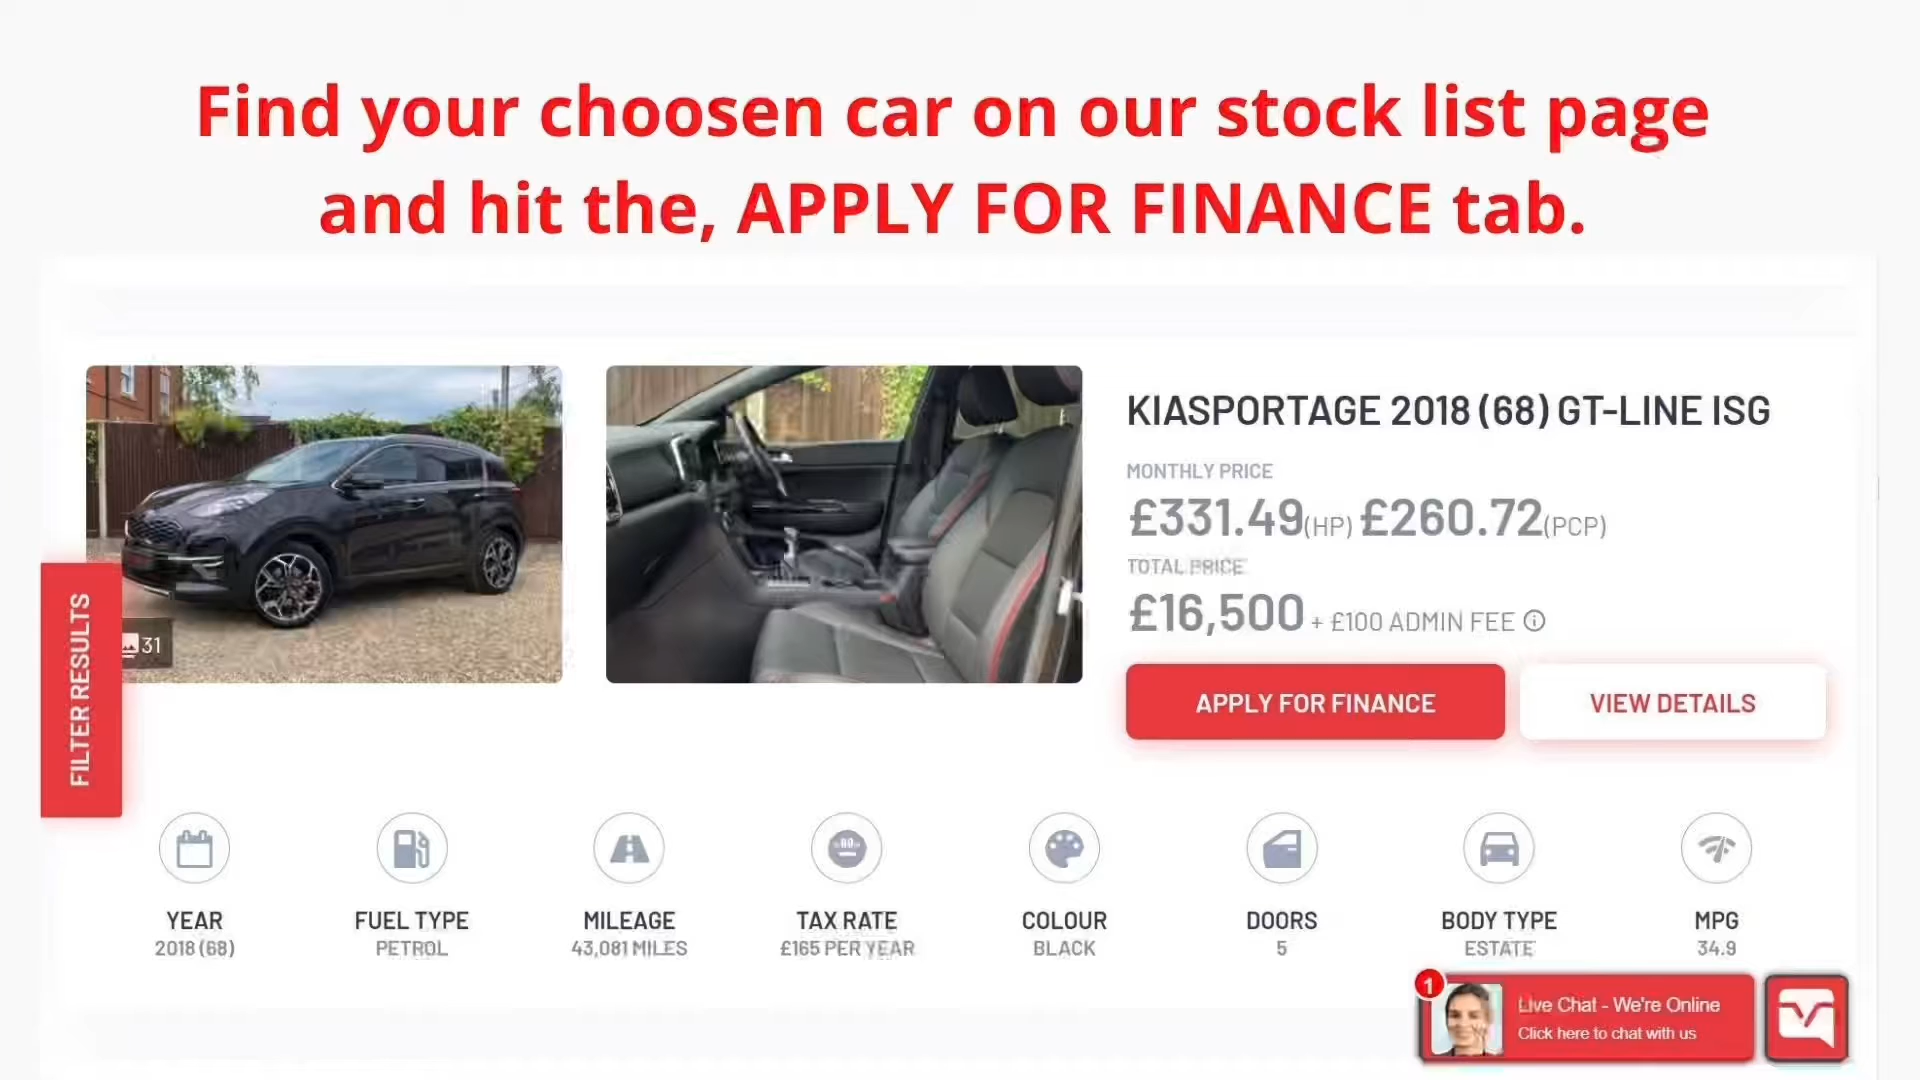 Find your choosen car on our stock list page
and hit the, APPLY FOR FINANCE tab.
KIASPORTAGE 2018 (68) GT-LINE ISG
MONTHLY PRICE
£331.49(HP) £260.72(PCP)
TOTAL PRICE
£16,500 + £100 ADMIN FEE
31
FILTER RESULTS
APPLY FOR FINANCE
VIEW DETAILS
YEAR
2018 (68)
FUEL TYPE
PETROL
MILEAGE
43,081 MILES
TAX RATE
£165 PER YEAR
COLOUR
BLACK
DOORS
5
BODY TYPE
ESTATE
MPG
34.9
1
Live Chat - We're Online
Click here to chat with us